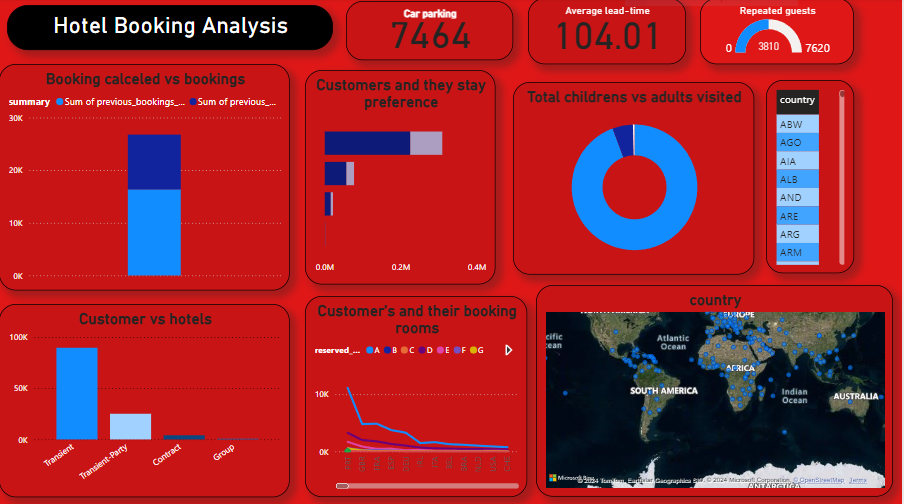 Hotel Booking Analysis
Car parking
7464
Average lead-time
104.01
Repeated guests
0
3810
7620
Booking calceled vs bookings
summary
Sum of previous_bookings_...
Sum of previous_...
30K
20K
10K
0K
Customers and they stay
preference
0.0M
0.2M
0.4M
Total childrens vs adults visited
country
ABW
AGO
AIA
ALB
AND
ARE
ARG
ARM
Customer vs hotels
100K
50K
0K
Transient
Transient-Party
Contract
Group
Customer's and their booking
rooms
reserved_...
A
B
C
D
E
F
G
10K
0K
country
EUROPE
Atlantic
Ocean
AFRICA
SOUTH AMERICA
Indian
Ocean
AUSTRALIA
ANTARCTICA
© 2024 TomTom, Earthstar Geographics SIO, © 2024 Microsoft Corporation, © OpenStreetMap Terms